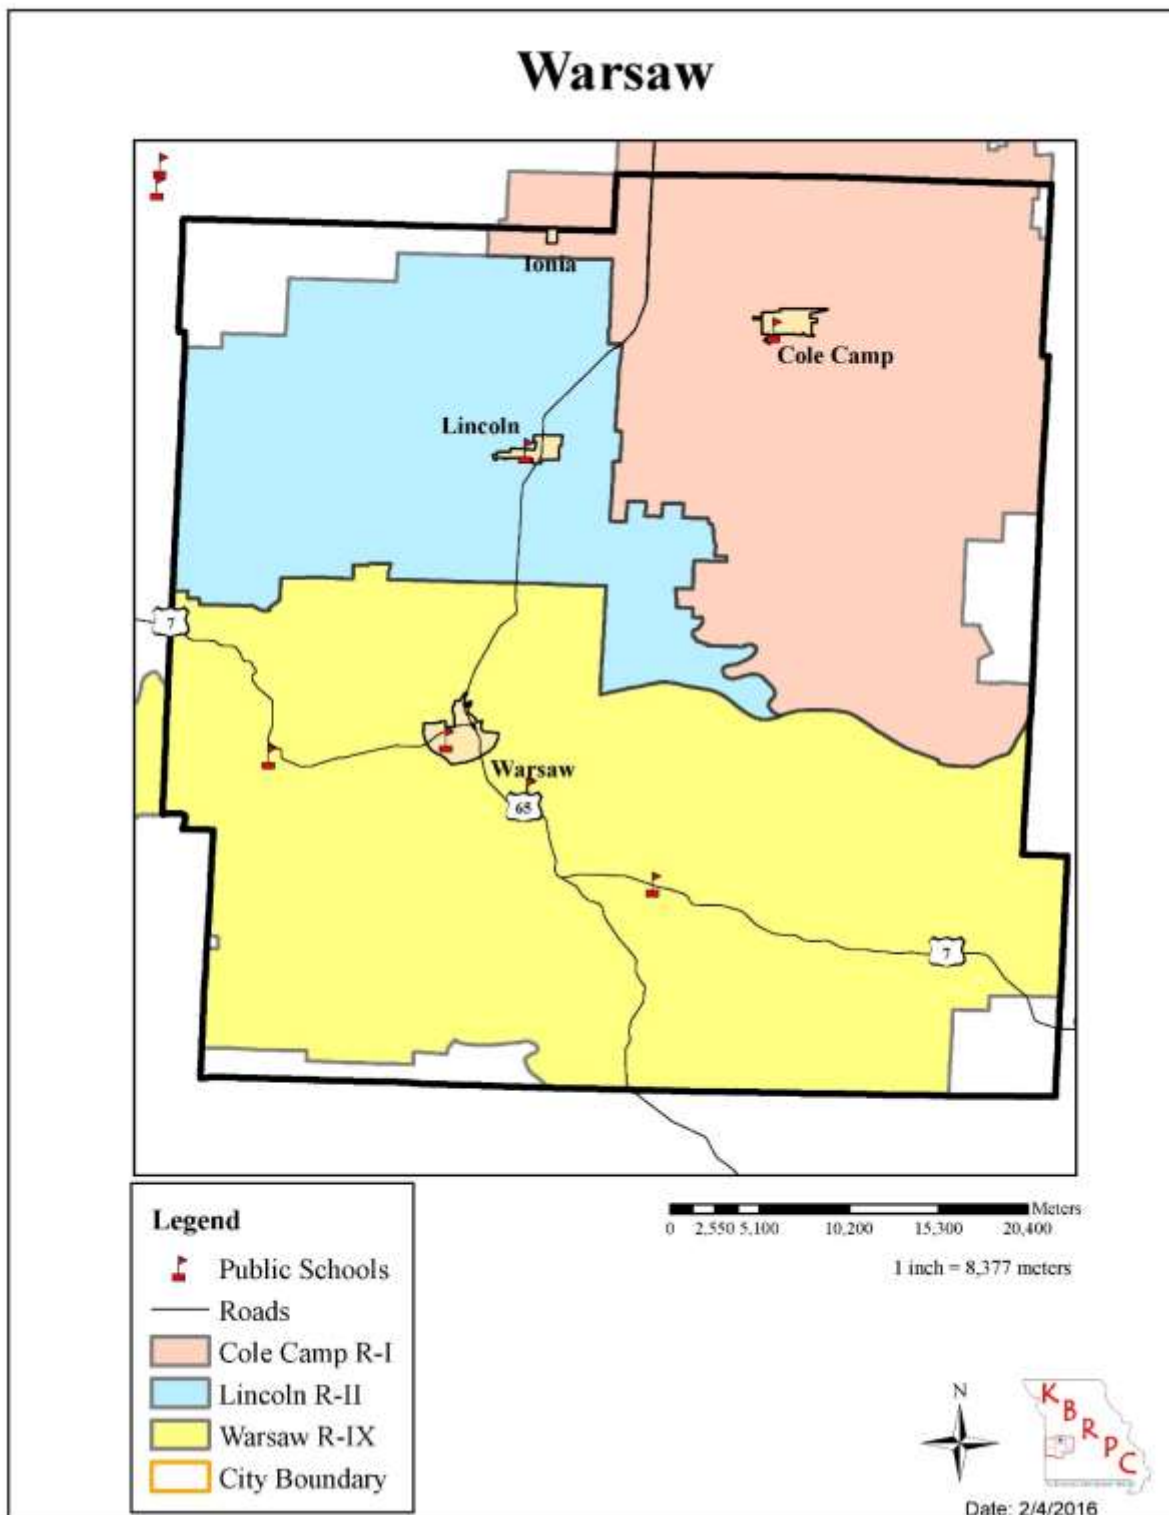 Warsaw
Ionia
Cole Camp
Lincoln
7
Warsaw
65
7
Legend
Public Schools
Roads
Cole Camp R-I
Lincoln R-II
Warsaw R-IX
City Boundary
Meters
0 2,550 5,100 10,200 15,300 20,400
1 inch = 8,377 meters
N
K
B
R
P
C
Date: 2/4/2016